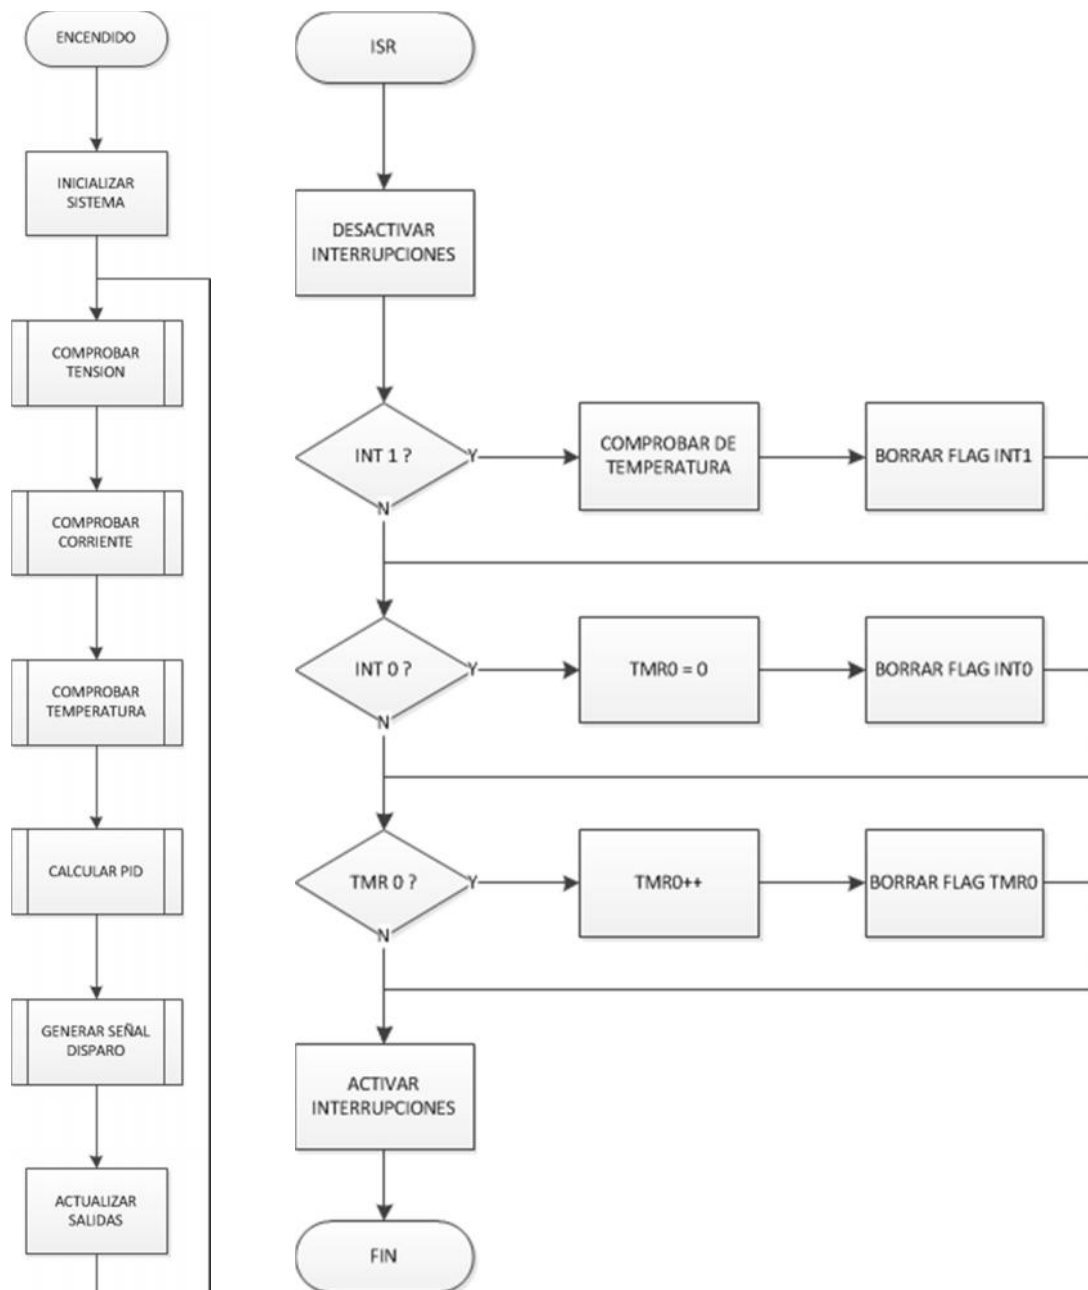 ENCENDIDO
INICIALIZAR
SISTEMA
COMPROBAR
TENSION
COMPROBAR
CORRIENTE
COMPROBAR
TEMPERATURA
CALCULAR PID
GENERAR SEÑAL
DISPARO
ACTUALIZAR
SALIDAS
ISR
DESACTIVAR
INTERRUPCIONES
INT 1 ?
Y
N
COMPROBAR DE
TEMPERATURA
BORRAR FLAG INT1
INT 0 ?
Y
N
TMR0 = 0
BORRAR FLAG INT0
TMR 0 ?
Y
N
TMR0++
BORRAR FLAG TMR0
ACTIVAR
INTERRUPCIONES
FIN